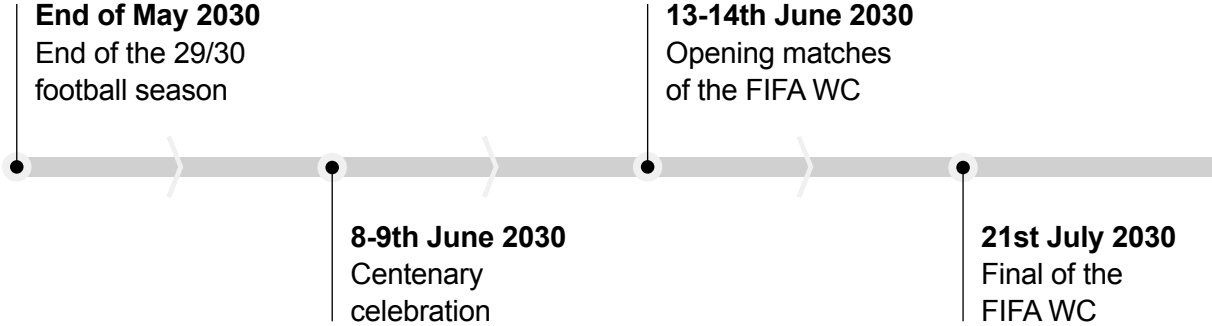 End of May 2030
End of the 29/30
football season
8-9th June 2030
Centenary
celebration
13-14th June 2030
Opening matches
of the FIFA WC
21st July 2030
Final of the
FIFA WC